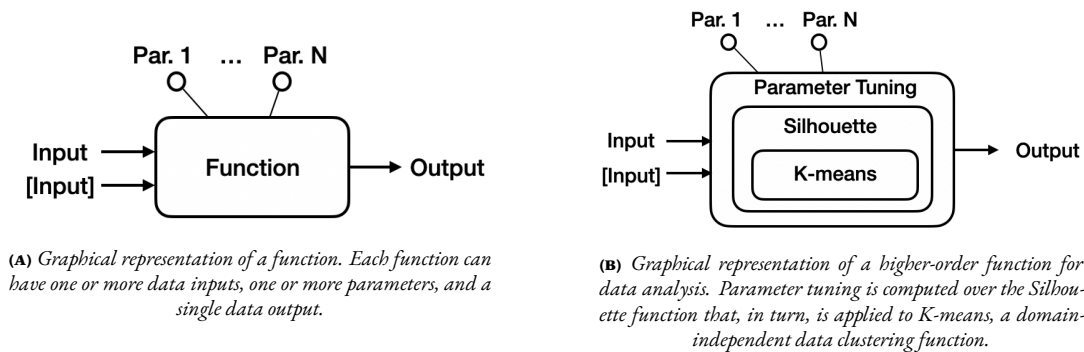 Par. 1 ... Par. N
Function
Input
[Input]
Output
(A) Graphical representation of a function. Each function can
have one or more data inputs, one or more parameters, and a
single data output.
Par. 1 ... Par. N
Parameter Tuning
Silhouette
K-means
Input
[Input]
Output
(B) Graphical representation of a higher-order function for
data analysis. Parameter tuning is computed over the Silhou-
ette function that, in turn, is applied to K-means, a domain-
independent data clustering function.